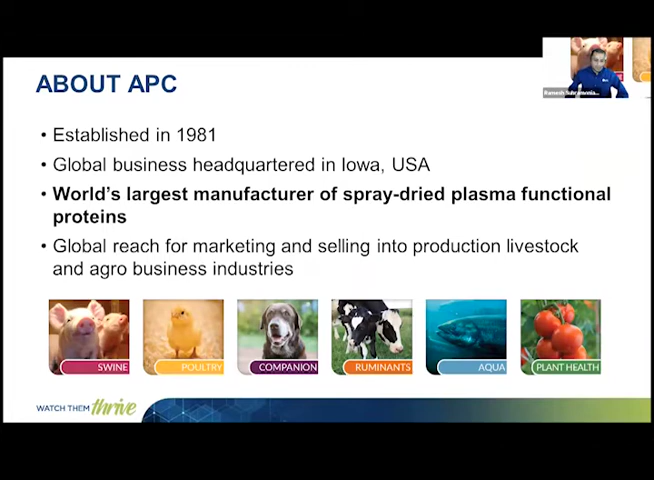 ABOUT APC
• Established in 1981
• Global business headquartered in Iowa, USA
• World's largest manufacturer of spray-dried plasma functional
proteins
• Global reach for marketing and selling into production livestock
and agro business industries
SWINE
POULTRY
COMPANION
RUMINANTS
AQUA
PLANT HEALTH
WATCH THEM thrive